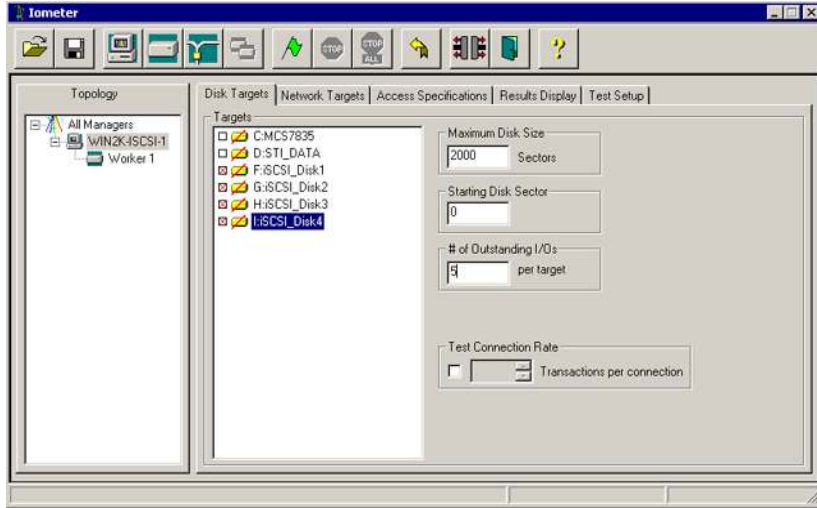 Iometer
STOP
STOP
ALL
Topology
All Managers
WIN2K-ISCSI-1
Worker 1
Disk Targets
Network Targets
Access Specifications
Results Display
Test Setup
Targets
C:MCS7835
D:STI_DATA
F:iSCSI_Disk1
G:iSCSI_Disk2
H:iSCSI_Disk3
I:iSCSI_Disk4
Maximum Disk Size
2000 Sectors
Starting Disk Sector
0
# of Outstanding I/Os
5 per target
Test Connection Rate
Transactions per connection